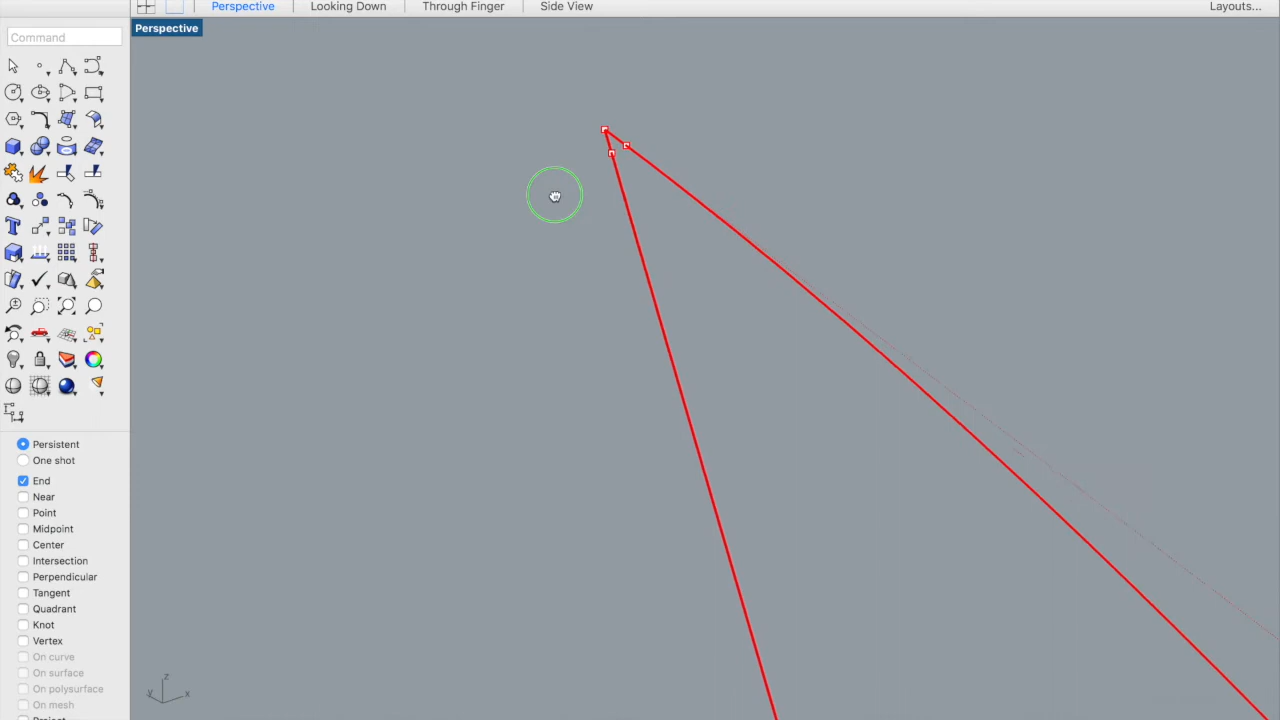 Perspective
Looking Down
Through Finger
Side View
Layouts...
Perspective
Command
Persistent
One shot
End
Near
Point
Midpoint
Center
Intersection
Perpendicular
Tangent
Quadrant
Knot
Vertex
On curve
On surface
On polysurface
On mesh
Project
z
y
x